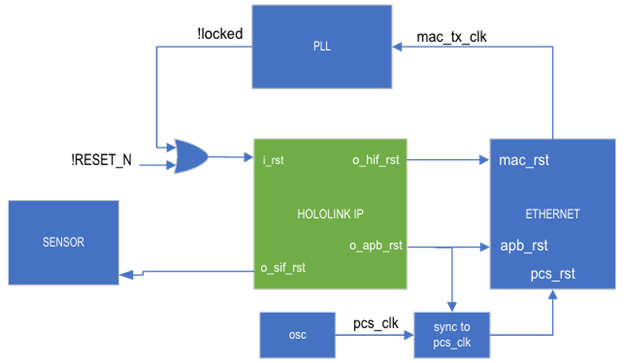 !locked
PLL
mac_tx_clk
!RESET_N
i_rst
o_hif_rst
mac_rst
SENSOR
HOLOLINK IP
ETHERNET
o_apb_rst
apb_rst
o_sif_rst
pcs_rst
osc
pcs_clk
sync to
pcs_clk